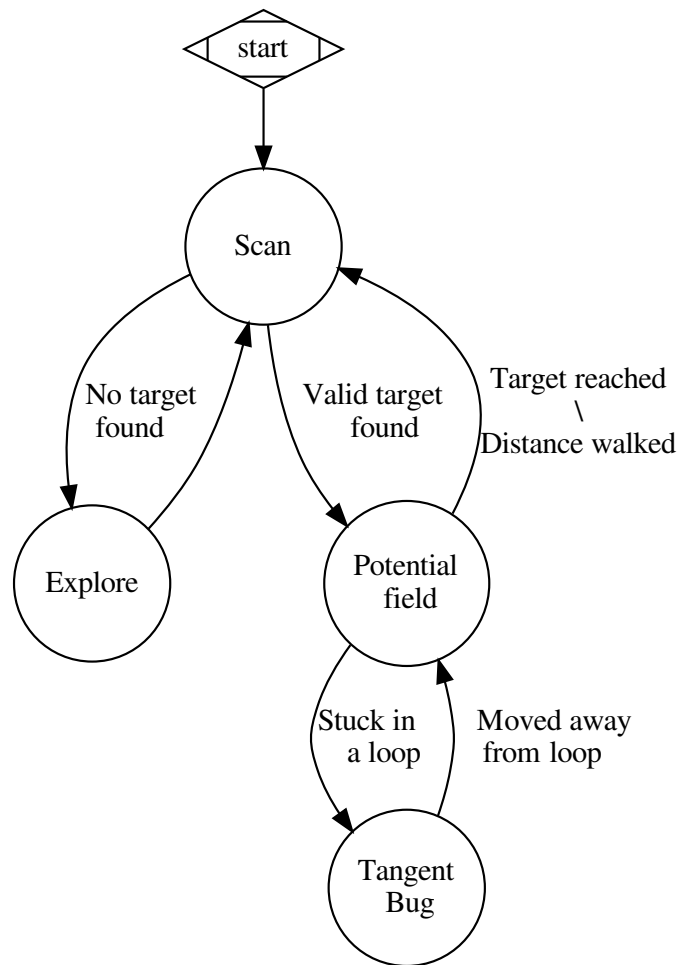 start
Scan
No target
found
Valid target
found
Target reached
\
Distance walked
Explore
Potential
field
Stuck in
a loop
Moved away
from loop
Tangent
Bug